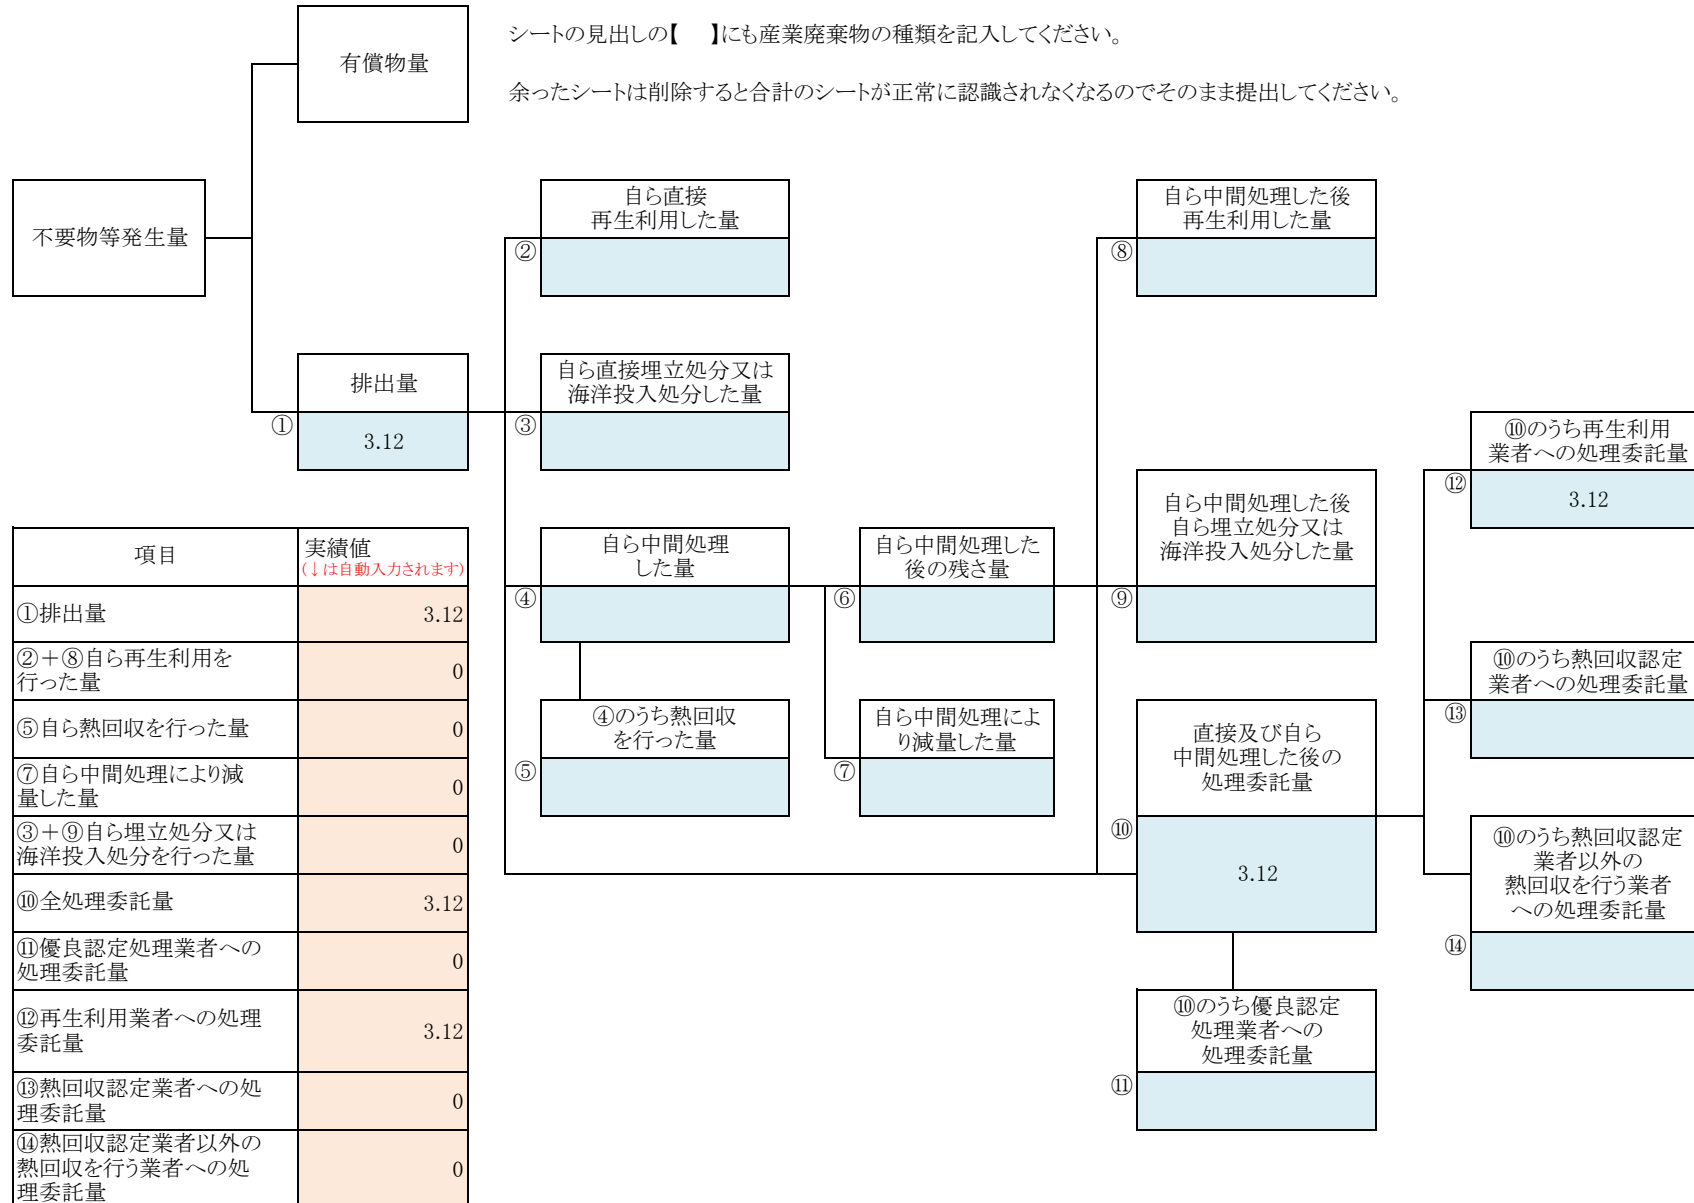 シートの見出しの【　】にも産業廃棄物の種類を記入してください。
余ったシートは削除すると合計のシートが正常に認識されなくなるのでそのまま提出してください。
有償物量
不要物等発生量
自ら直接
再生利用した量
②
自ら中間処理した後
再生利用した量
⑧
排出量
①
3.12
自ら直接埋立処分又は
海洋投入処分した量
③
⑩のうち再生利用
業者への処理委託量
⑫
3.12
自ら中間処理した後
自ら埋立処分又は
海洋投入処分した量
⑨
自ら中間処理
した量
④
自ら中間処理した
後の残さ量
⑥
⑩のうち熱回収認定
業者への処理委託量
⑬
④のうち熱回収
を行った量
⑤
自ら中間処理によ
り減量した量
⑦
直接及び自ら
中間処理した後の
処理委託量
⑩
3.12
⑩のうち熱回収認定
業者以外の
熱回収を行う業者
への処理委託量
⑭
⑩のうち優良認定
処理業者への
処理委託量
⑪
項目
実績値
(↓は自動入力されます)
①排出量
3.12
②＋⑧自ら再生利用を
行った量
0
⑤自ら熱回収を行った量
0
⑦自ら中間処理により減
量した量
0
③＋⑨自ら埋立処分又は
海洋投入処分を行った量
0
⑩全処理委託量
3.12
⑪優良認定処理業者への
処理委託量
0
⑫再生利用業者への処理
委託量
3.12
⑬熱回収認定業者への処
理委託量
0
⑭熱回収認定業者以外の
熱回収を行う業者への処
理委託量
0